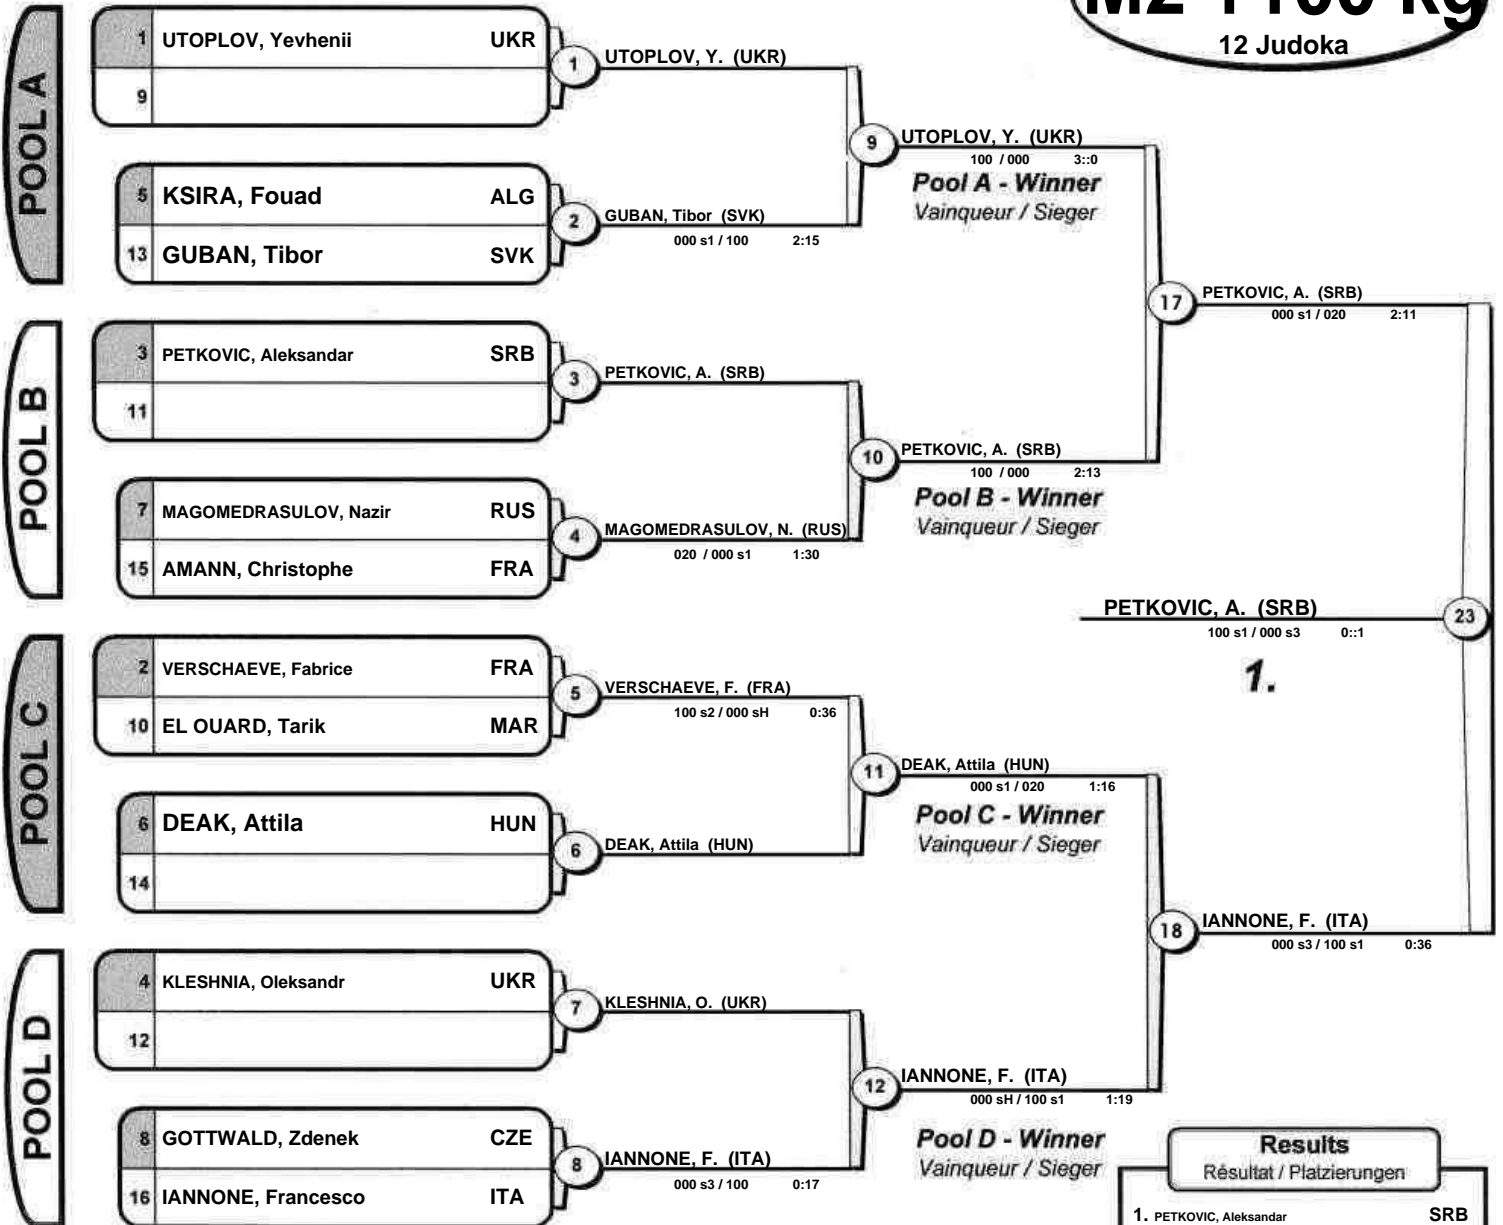 12 Judoka
POOL A
1 UTOPLOV, Yevhenii UKR
9
5 KSIRA, Fouad ALG
13 GUBAN, Tibor SVK
1
UTOPLOV, Y. (UKR)
2
GUBAN, Tibor (SVK)
000 s1 / 100 2:15
9
UTOPLOV, Y. (UKR)
100 / 000 3::0
Pool A - Winner
Vainqueur / Sieger
POOL B
3 PETKOVIC, Aleksandar SRB
11
7 MAGOMEDRASULOV, Nazir RUS
15 AMANN, Christophe FRA
3
PETKOVIC, A. (SRB)
4
MAGOMEDRASULOV, N. (RUS)
020 / 000 s1 1:30
10
PETKOVIC, A. (SRB)
100 / 000 2:13
Pool B - Winner
Vainqueur / Sieger
17
PETKOVIC, A. (SRB)
000 s1 / 020 2:11
PETKOVIC, A. (SRB)
23
100 s1 / 000 s3 0::1
1.
POOL C
2 VERSCHAEVE, Fabrice FRA
10 EL OUARD, Tarik MAR
6 DEAK, Attila HUN
14
5
VERSCHAEVE, F. (FRA)
100 s2 / 000 sH 0:36
6
DEAK, Attila (HUN)
11
DEAK, Attila (HUN)
000 s1 / 020 1:16
Pool C - Winner
Vainqueur / Sieger
18
IANNONE, F. (ITA)
000 s3 / 100 s1 0:36
POOL D
4 KLESHNIA, Oleksandr UKR
12
8 GOTTWALD, Zdenek CZE
16 IANNONE, Francesco ITA
7
KLESHNIA, O. (UKR)
8
IANNONE, F. (ITA)
000 s3 / 100 0:17
12
IANNONE, F. (ITA)
000 sH / 100 s1 1:19
Pool D - Winner
Vainqueur / Sieger
Results
Résultat / Platzierungen
1. PETKOVIC, Aleksandar SRB